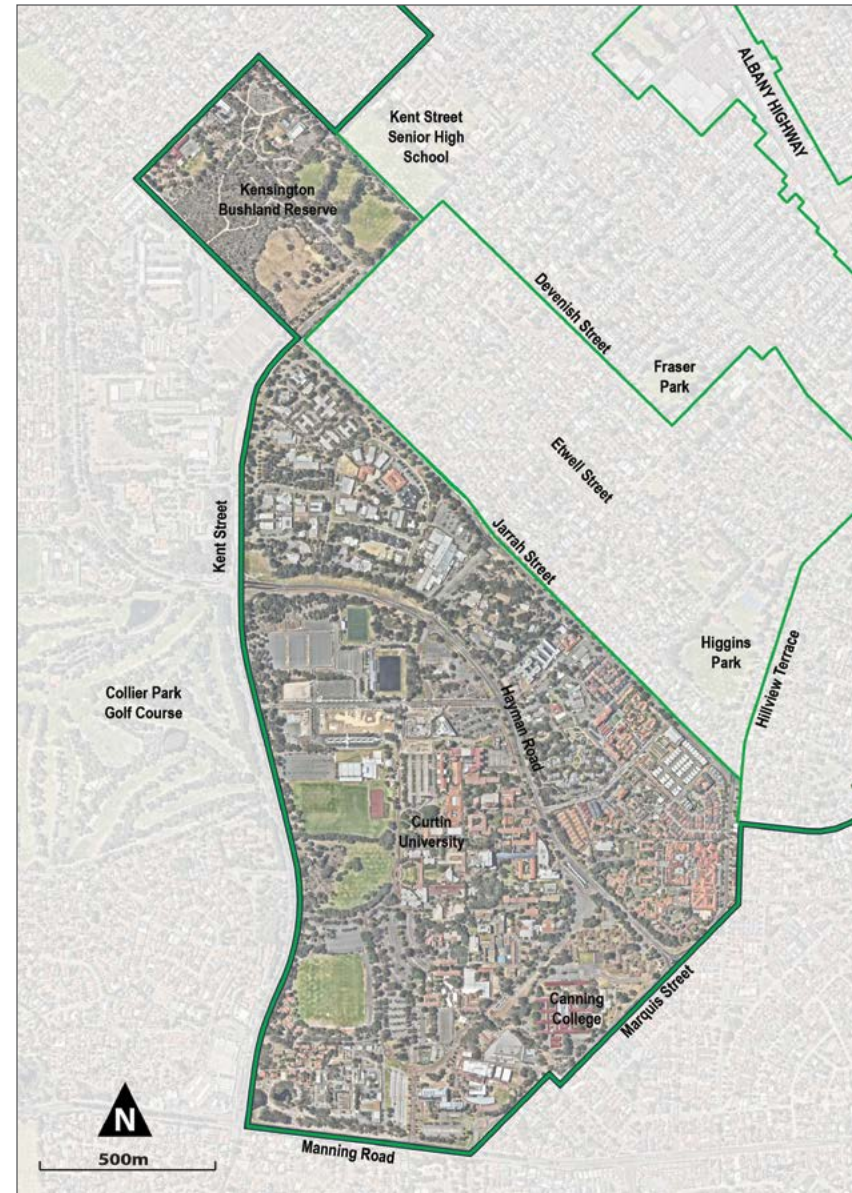 ALBANY HIGHWAY
Kent Street
Senior High
School
Kensington
Bushland Reserve
Devenish Street
Fraser
Park
Etwell Street
Kent Street
Jarrah Street
Higgins
Park
Hillview Terrace
Collier Park
Golf Course
Hayman Road
Curtin
University
Canning
College
Marquis Street
N
500m
Manning Road